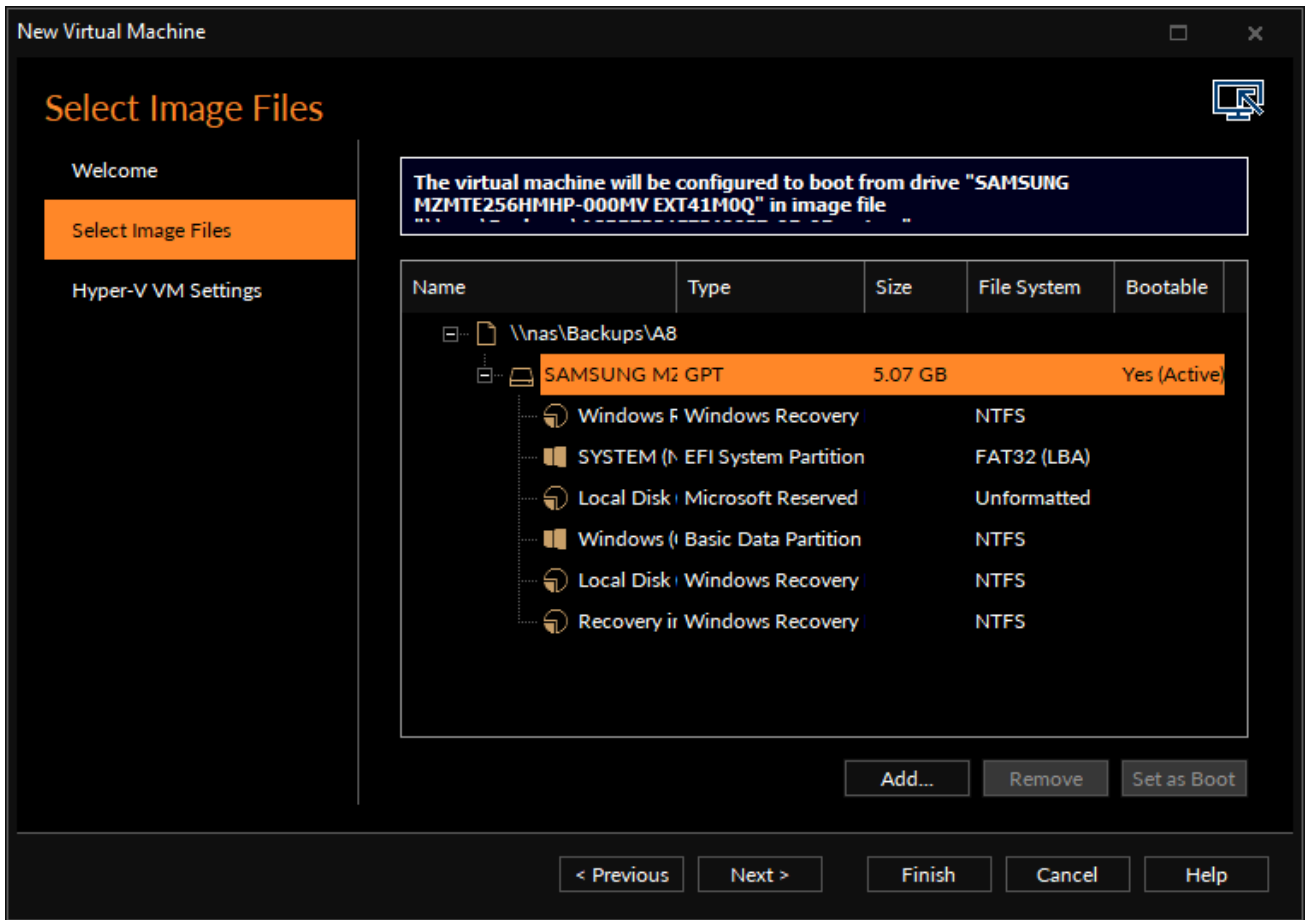 New Virtual Machine
Select Image Files
Welcome
Select Image Files
Hyper-V VM Settings
The virtual machine will be configured to boot from drive "SAMSUNG
MZMTE256HMHP-000MV EXT41M0Q" in image file
Name Type Size File System Bootable
\\nas\Backups\A8
SAMSUNG MZ GPT 5.07 GB Yes (Active)
Windows R Windows Recovery NTFS
SYSTEM (N EFI System Partition FAT32 (LBA)
Local Disk ( Microsoft Reserved Unformatted
Windows (C Basic Data Partition NTFS
Local Disk ( Windows Recovery NTFS
Recovery in Windows Recovery NTFS
Add... Remove Set as Boot
< Previous Next > Finish Cancel Help